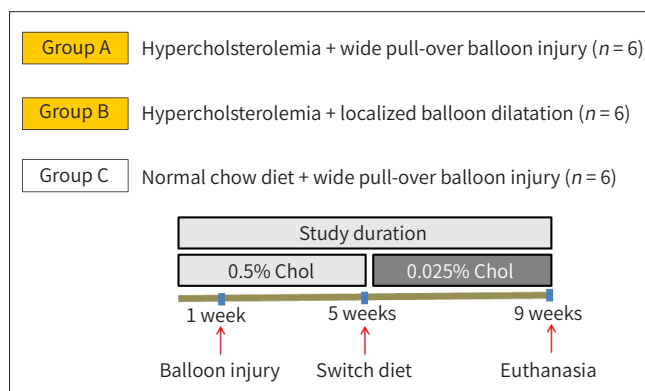 Group A Hypercholsterolemia + wide pull-over balloon injury (n = 6)
Group B Hypercholsterolemia + localized balloon dilatation (n = 6)
Group C Normal chow diet + wide pull-over balloon injury (n = 6)
Study duration
0.5% Chol 0.025% Chol
1 week 5 weeks 9 weeks
Balloon injury Switch diet Euthanasia